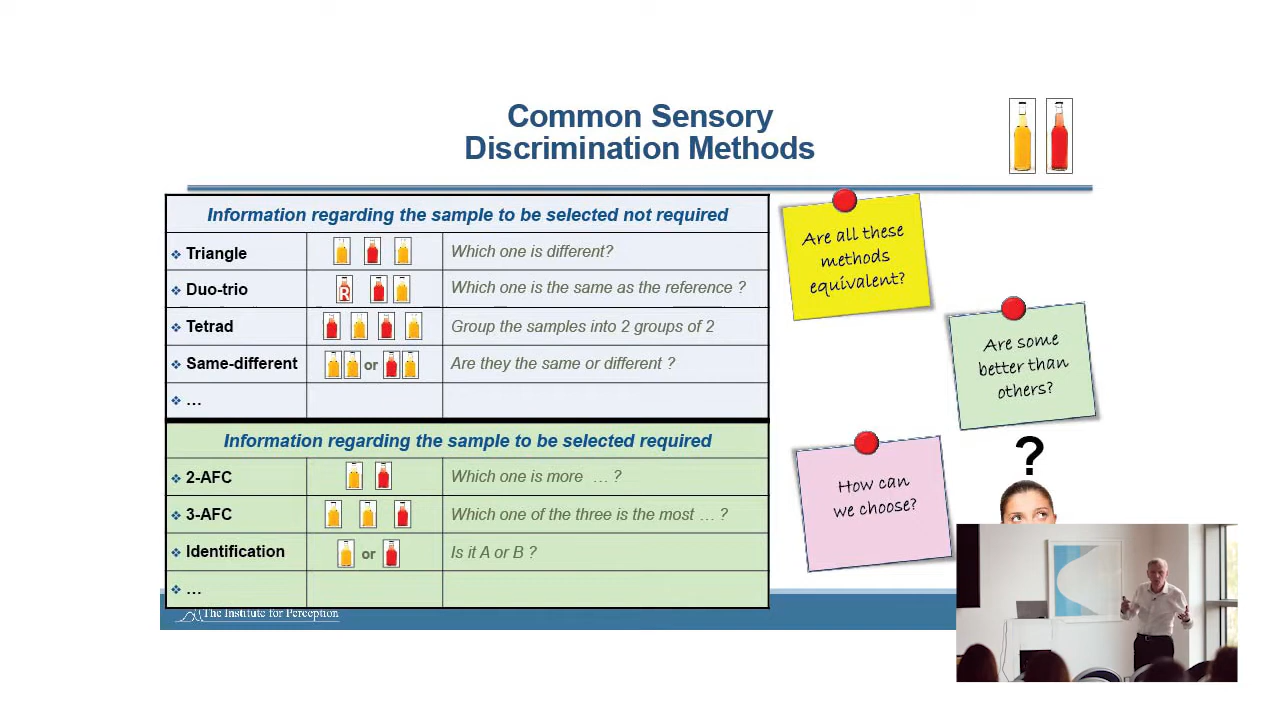 Common Sensory
Discrimination Methods
Information regarding the sample to be selected not required
❖ Triangle Which one is different?
❖ Duo-trio R Which one is the same as the reference ?
❖ Tetrad Group the samples into 2 groups of 2
❖ Same-different or Are they the same or different ?
❖ …
Information regarding the sample to be selected required
❖ 2-AFC Which one is more … ?
❖ 3-AFC Which one of the three is the most … ?
❖ Identification or Is it A or B ?
❖ …
Are all these
methods
equivalent?
Are some
better than
others?
How can
we choose?
?
The Institute for Perception